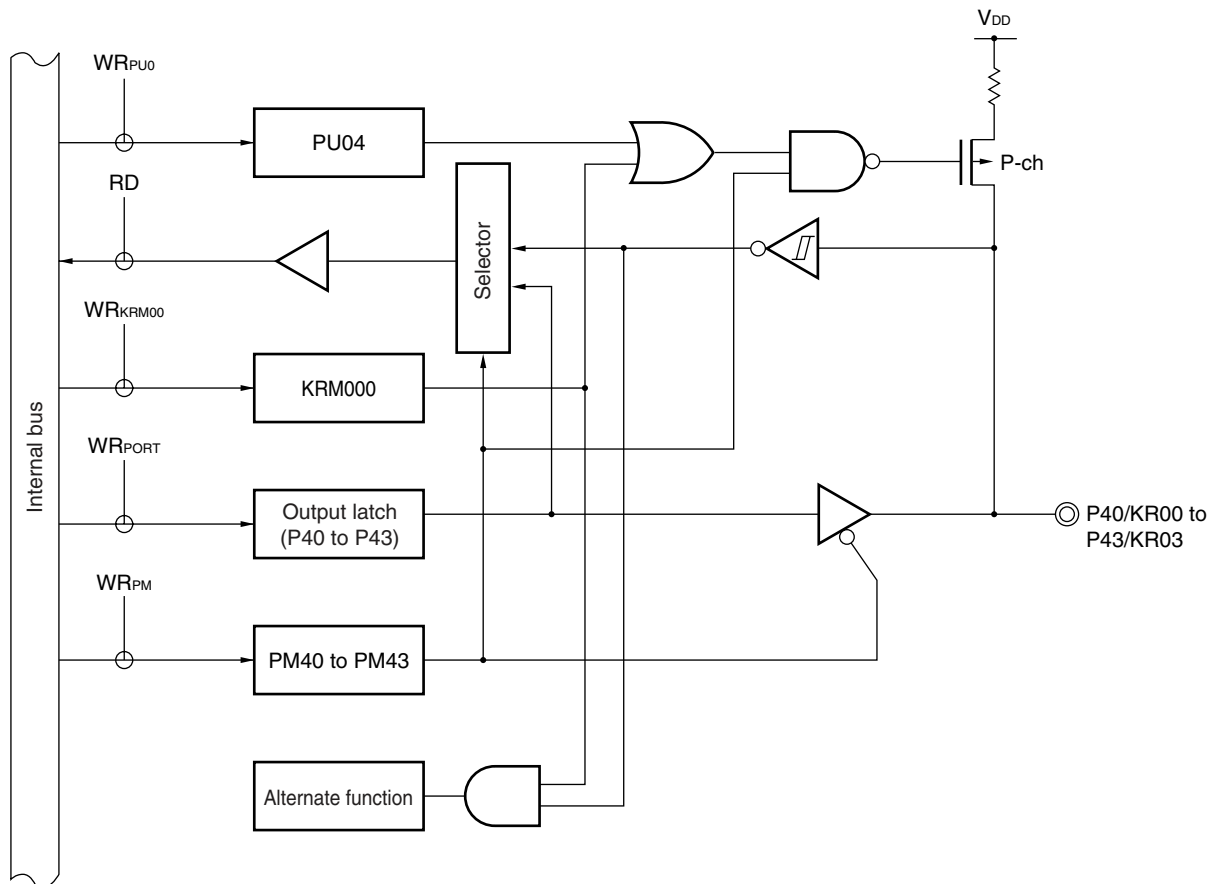 VDD
WRPU0
PU04
P-ch
RD
Selector
WRKRM00
KRM000
Internal bus
WRPORT
Output latch
(P40 to P43)
P40/KR00 to
P43/KR03
WRPM
PM40 to PM43
Alternate function